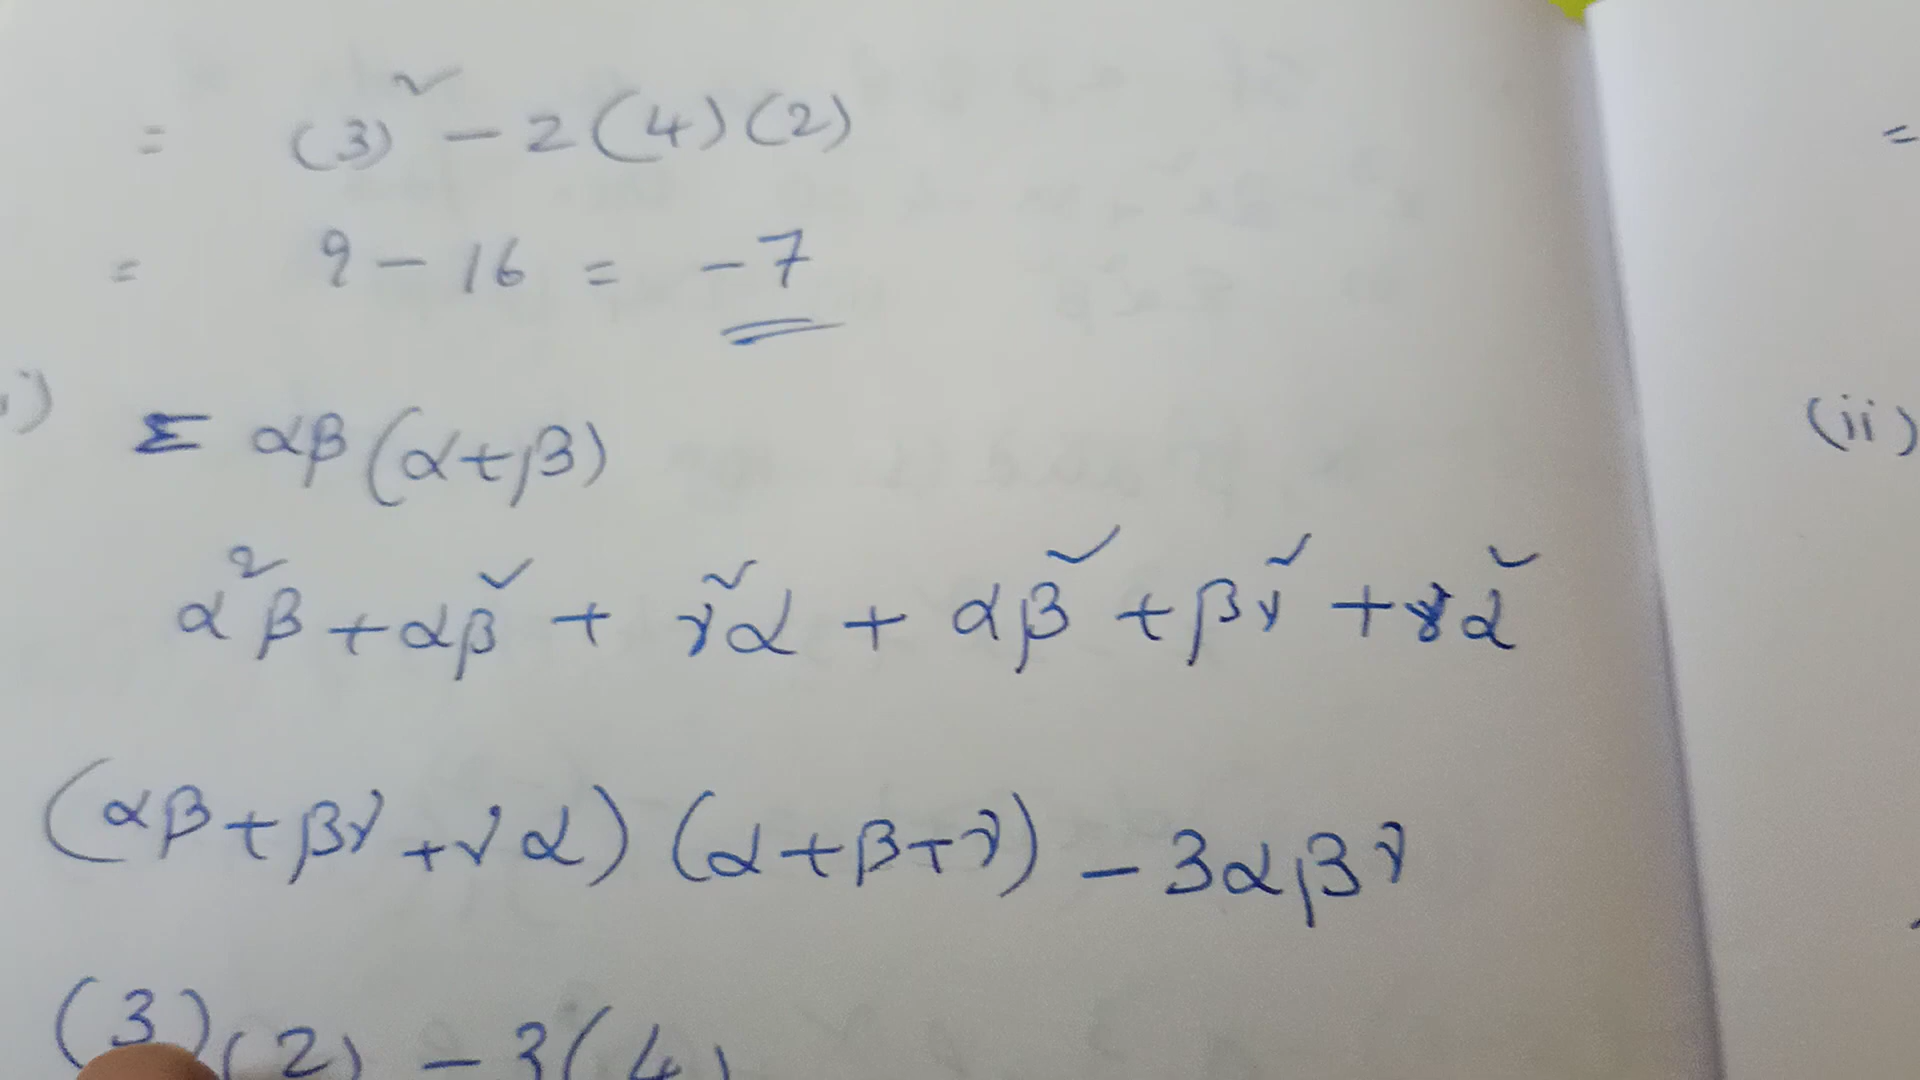 = (3)² - 2(4)(2)
=
= 9 - 16 = -7
i) Σ αβ(α+β)
(ii)
α²β + αβ² + γ²α + αβ² + βγ² + γα²
(αβ + βγ + γα) (α+β+γ) - 3αβγ
(3)(2) - 3(4)